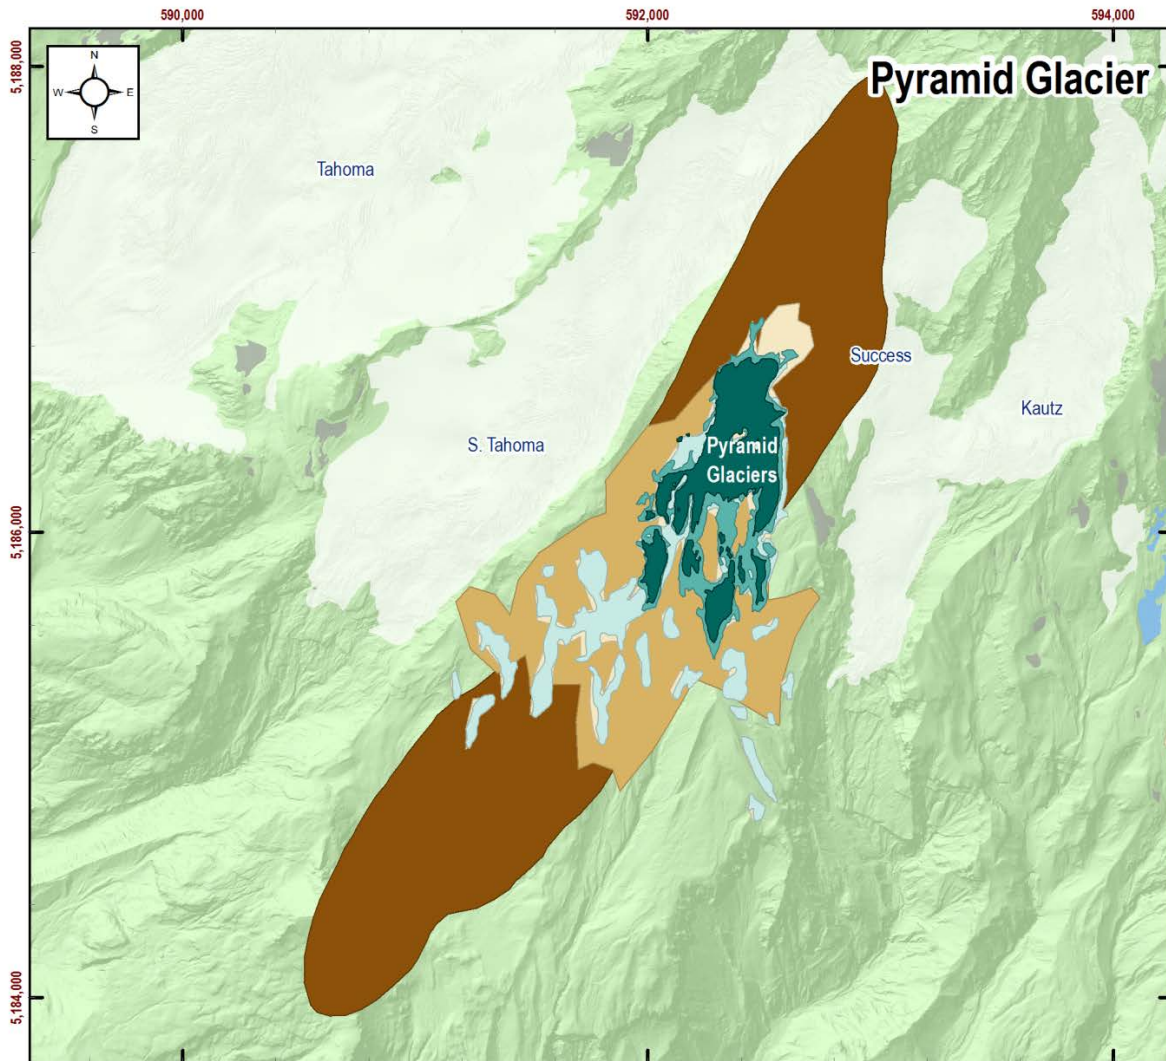 590,000
592,000
594,000
5,188,000
N
W
E
S
Pyramid Glacier
Tahoma
Success
Kautz
S. Tahoma
Pyramid
Glaciers
5,186,000
5,184,000